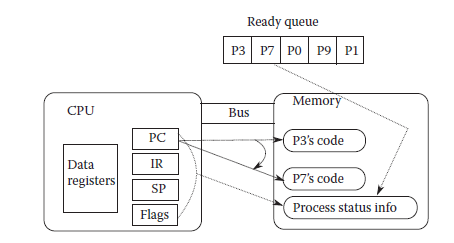 Ready queue
P3 P7 P0 P9 P1
CPU
Bus
Memory
PC
P3's code
Data
registers
IR
P7's code
SP
Process status info
Flags